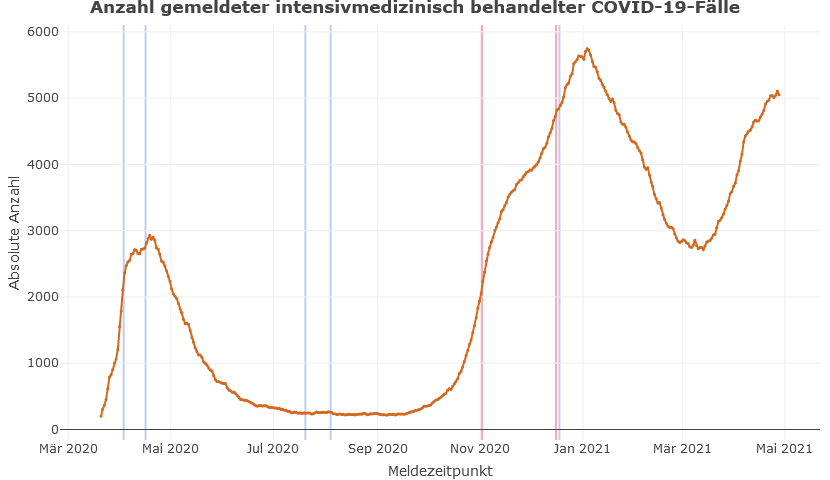 Anzahl gemeldeter intensivmedizinisch behandelter COVID-19-Fälle
6000
5000
4000
3000
2000
1000
0
Absolute Anzahl
Mär 2020
Mai 2020
Jul 2020
Sep 2020
Nov 2020
Jan 2021
Mär 2021
Mai 2021
Meldezeitpunkt